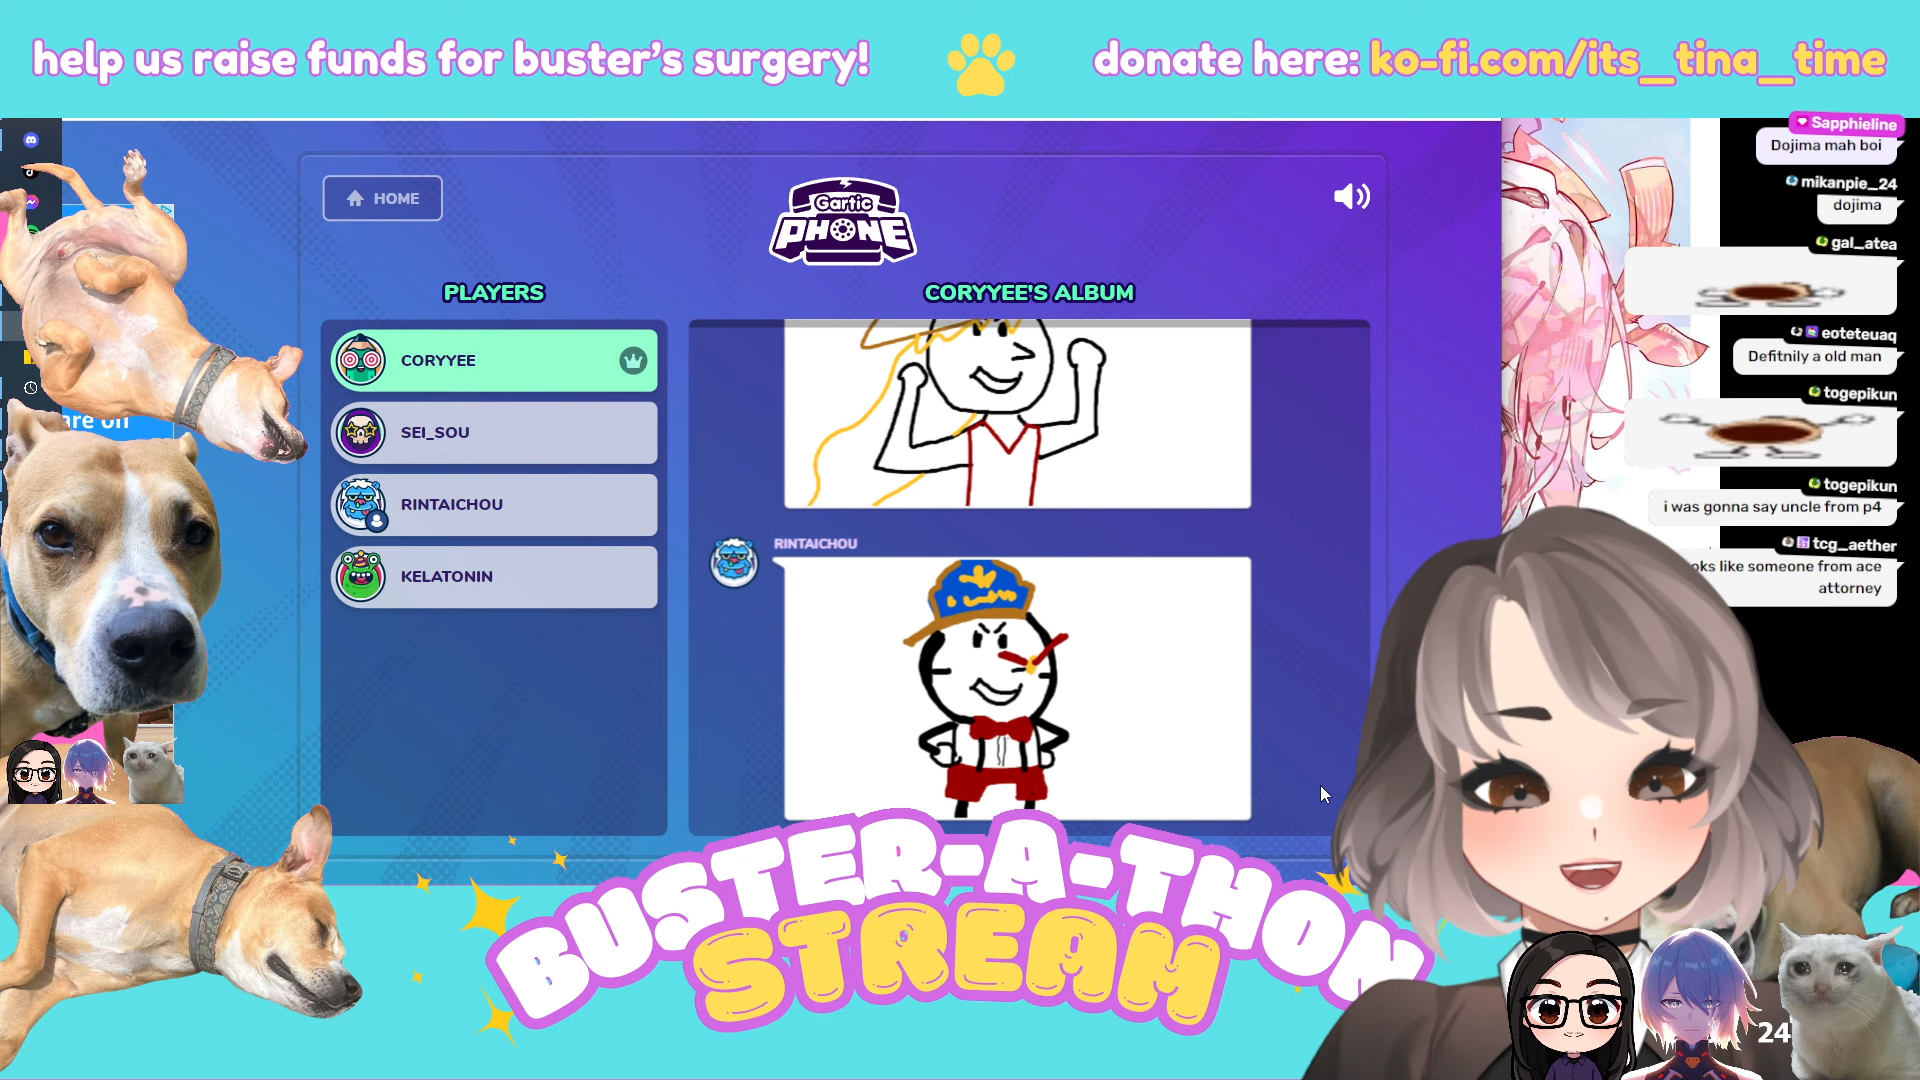 help us raise funds for buster's surgery!
donate here: ko-fi.com/its_tina_time
HOME
Gartic
PHONE
PLAYERS
CORYYEE'S ALBUM
CORYYEE
SEI_SOU
RINTAICHOU
KELATONIN
RINTAICHOU
are on
Sapphieline
Dojima mah boi
mikanpie_24
dojima
gal_atea
eoteteuaq
Defitnily a old man
togepikun
togepikun
i was gonna say uncle from p4
tcg_aether
oks like someone from ace
attorney
BUSTER-A-THON
STREAM
24